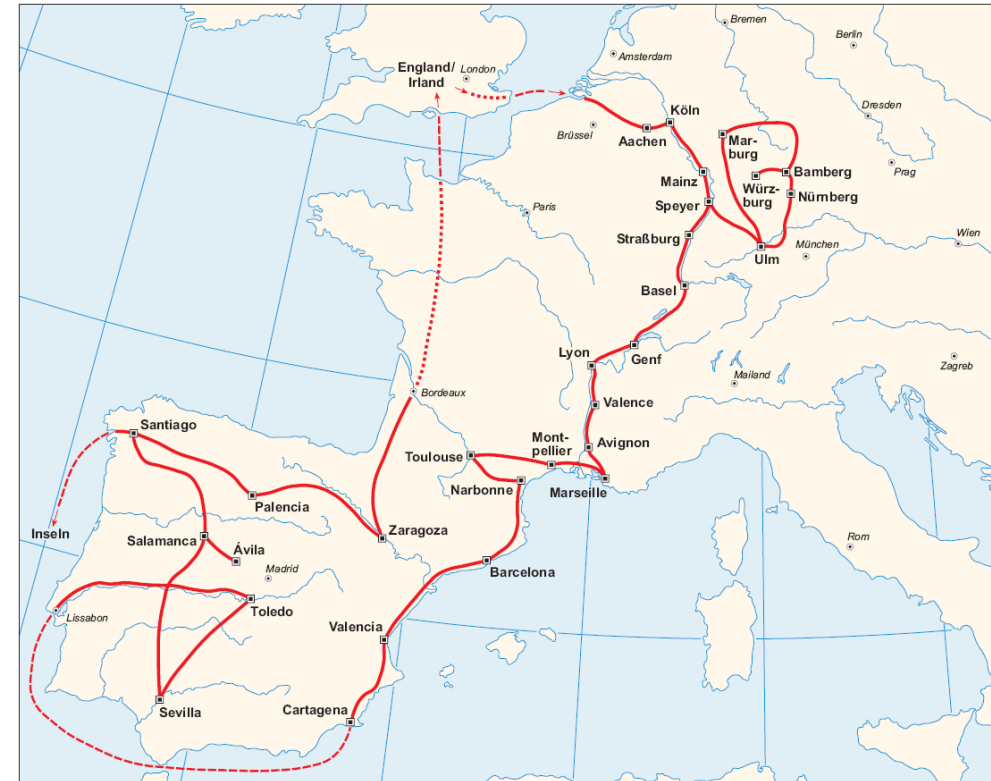 Bremen
Berlin
Amsterdam
England/
Irland
London
Dresden
Köln
Brüssel
Aachen
Mar-
burg
Prag
Bamberg
Mainz
Würz-
burg
Nürnberg
Speyer
Paris
Straßburg
Wien
München
Ulm
Basel
Lyon
Genf
Zagreb
Mailand
Bordeaux
Valence
Santiago
Mont-
pellier
Avignon
Toulouse
Narbonne
Marseille
Palencia
Inseln
Salamanca
Zaragoza
Rom
Ávila
Madrid
Barcelona
Lissabon
Toledo
Valencia
Sevilla
Cartagena